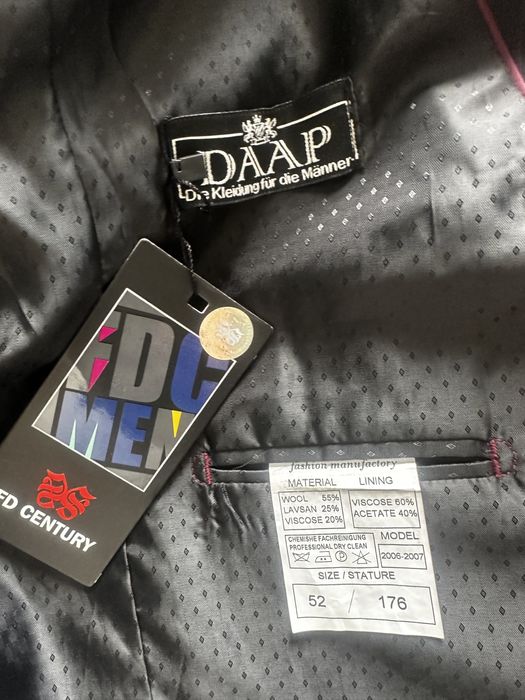 DAAP
Die Kleidung für die Männer
FDC
MEN
ED CENTURY
fashion manufactory
MATERIAL LINING
WOOL 55%
LAVSAN 25%
VISCOSE 20%
VISCOSE 60%
ACETATE 40%
CHEMISHE FACHREINIGUNG
PROFESSIONAL DRY CLEAN
P
MODEL
2006-2007
SIZE / STATURE
52 / 176